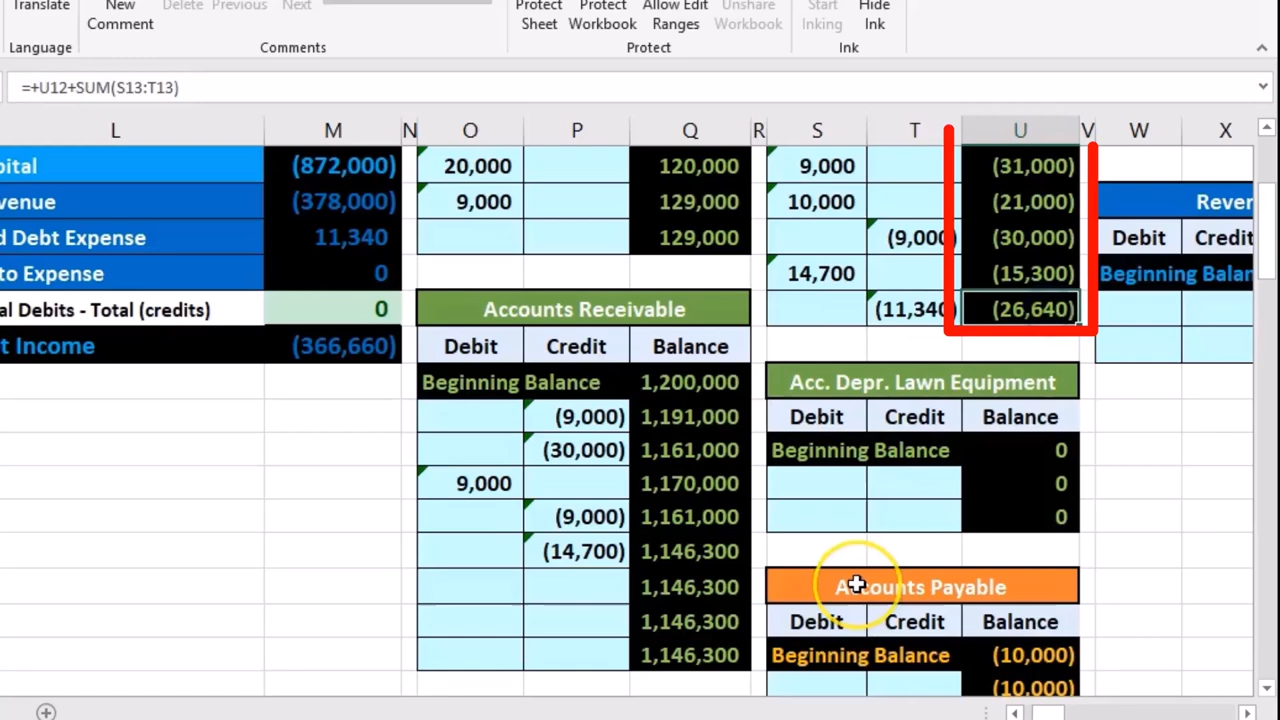 Translate Delete Previous Next
New Comment
Protect Sheet Protect Workbook Allow Edit Ranges Unshare Workbook
Start Inking Hide Ink
Language Comments Protect Ink
=+U12+SUM(S13:T13)
L M N O P Q R S T U V W X
pital (872,000) 20,000 120,000 9,000 (31,000)
venue (378,000) 9,000 129,000 10,000 (21,000) Rever
d Debt Expense 11,340 129,000 (9,000) (30,000) Debit Credit
to Expense 0 14,700 (15,300) Beginning Balan
al Debits - Total (credits) 0 Accounts Receivable (11,340) (26,640)
t Income (366,660) Debit Credit Balance
Beginning Balance 1,200,000 Acc. Depr. Lawn Equipment
(9,000) 1,191,000 Debit Credit Balance
(30,000) 1,161,000 Beginning Balance 0
9,000 1,170,000 0
(9,000) 1,161,000 0
(14,700) 1,146,300
1,146,300 Accounts Payable
1,146,300 Debit Credit Balance
1,146,300 Beginning Balance (10,000)
(10,000)